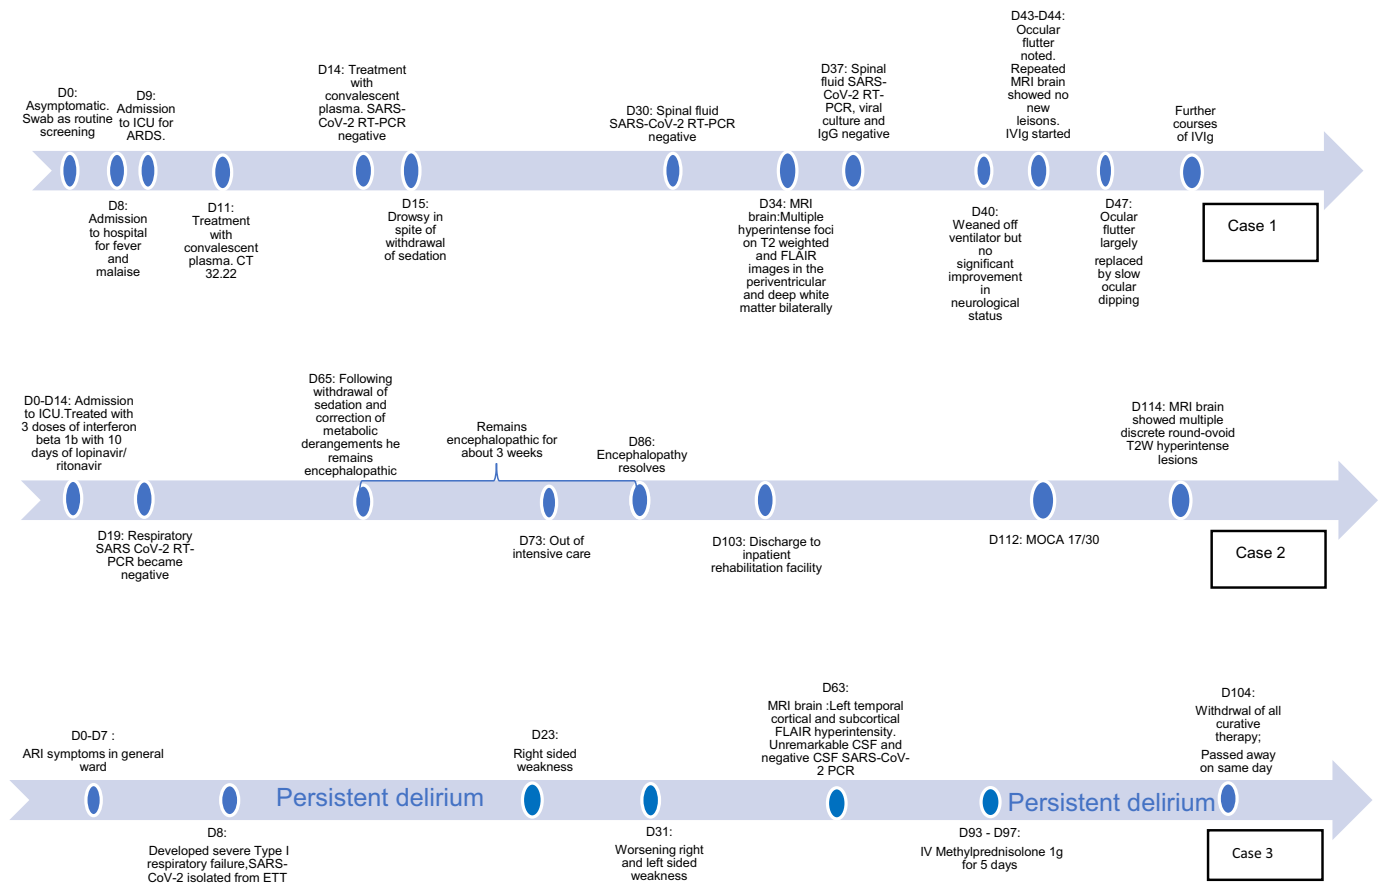 D0:
Asymptomatic.
Swab as routine
screening
D9:
Admission
to ICU for
ARDS.
D14: Treatment
with
convalescent
plasma. SARS-
CoV-2 RT-PCR
negative
D30: Spinal fluid
SARS-CoV-2 RT-PCR
negative
D37: Spinal
fluid SARS-
CoV-2 RT-
PCR, viral
culture and
IgG negative
D43-D44:
Occular
flutter
noted.
Repeated
MRI brain
showed no
new
leisons.
IVIg started
Further
courses
of IVIg
D8:
Admission
to hospital
for fever
and
malaise
D11:
Treatment
with
convalescent
plasma. CT
32.22
D15:
Drowsy in
spite of
withdrawal
of sedation
D34: MRI
brain:Multiple
hyperintense foci
on T2 weighted
and FLAIR
images in the
periventricular
and deep white
matter bilaterally
D40:
Weaned off
ventilator but
no
significant
improvement
in
neurological
status
D47:
Ocular
flutter
largely
replaced
by slow
ocular
dipping
Case 1
D0-D14: Admission
to ICU.Treated with
3 doses of interferon
beta 1b with 10
days of lopinavir/
ritonavir
D65: Following
withdrawal of
sedation and
correction of
metabolic
derangements he
remains
encephalopathic
Remains
encephalopathic for
about 3 weeks
D86:
Encephalopathy
resolves
D114: MRI brain
showed multiple
discrete round-ovoid
T2W hyperintense
lesions
D19: Respiratory
SARS CoV-2 RT-
PCR became
negative
D73: Out of
intensive care
D103: Discharge to
inpatient
rehabilitation facility
D112: MOCA 17/30
Case 2
D0-D7 :
ARI symptoms in general
ward
D23:
Right sided
weakness
D63:
MRI brain :Left temporal
cortical and subcortical
FLAIR hyperintensity.
Unremarkable CSF and
negative CSF SARS-CoV-
2 PCR
D104:
Withdrwal of all
curative
therapy;
Passed away
on same day
Persistent delirium
Persistent delirium
D8:
Developed severe Type I
respiratory failure,SARS-
CoV-2 isolated from ETT
D31:
Worsening right
and left sided
weakness
D93 - D97:
IV Methylprednisolone 1g
for 5 days
Case 3